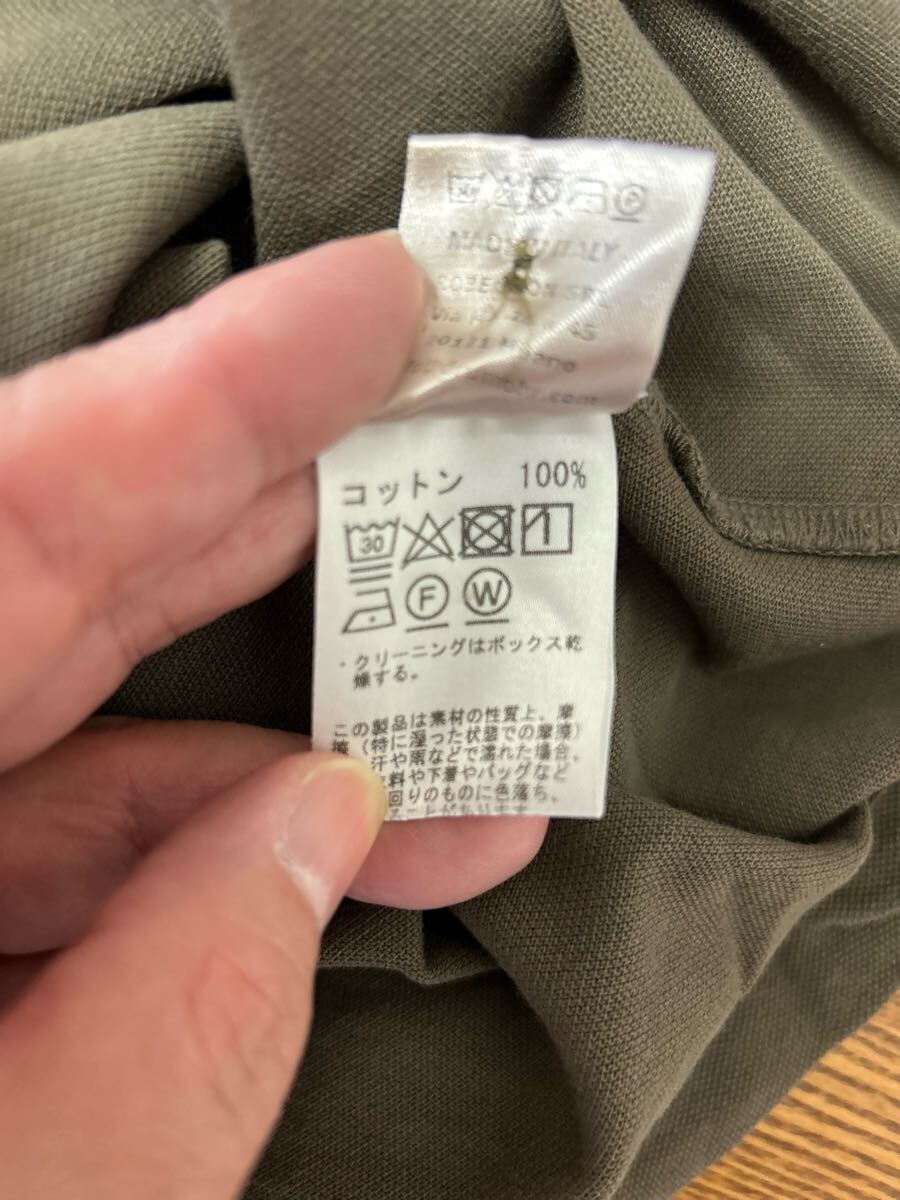 MADE IN ITALY
コットン 100%
30
F W
・クリーニングはボックス乾
燥する。
この製品は素材の性質上、摩
擦（特に湿った状態での摩擦）
汗や雨などで濡れた場合、
や下着やバッグなど
回りのものに色落ち、